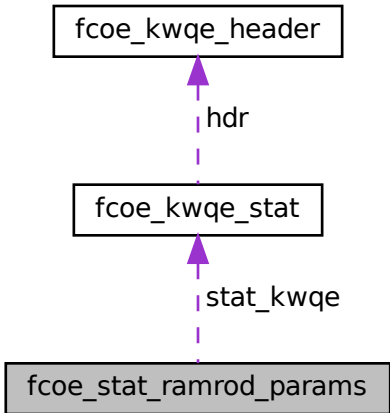 fcoe_kwqe_header
hdr
fcoe_kwqe_stat
stat_kwqe
fcoe_stat_ramrod_params